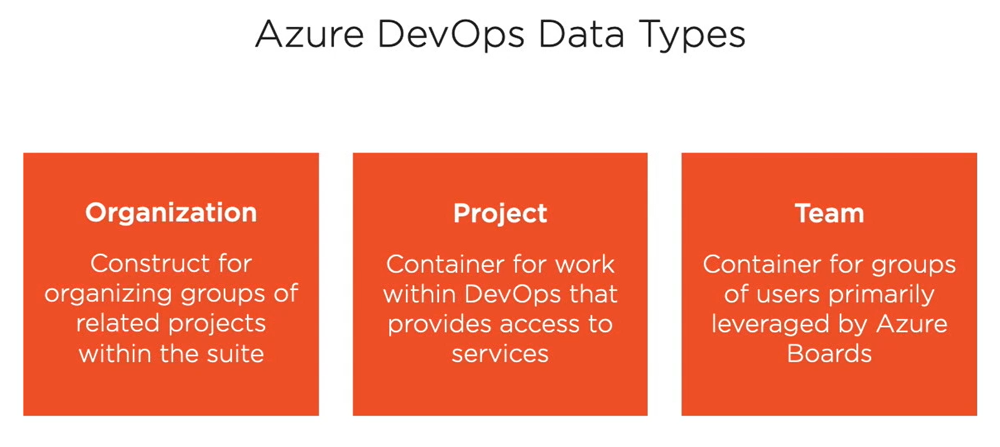 Azure DevOps Data Types
Organization
Construct for
organizing groups of
related projects
within the suite
Project
Container for work
within DevOps that
provides access to
services
Team
Container for groups
of users primarily
leveraged by Azure
Boards